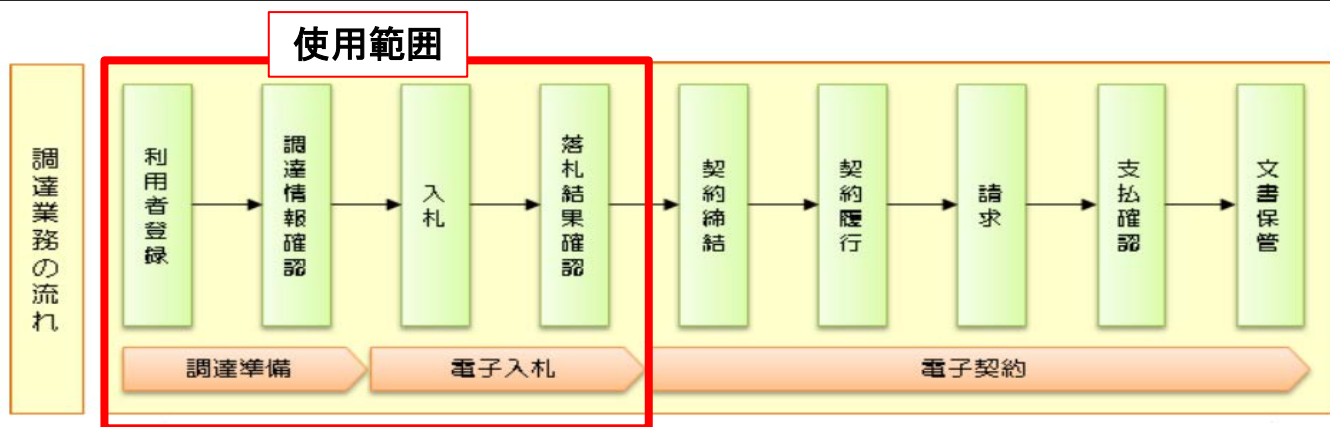 使用範囲
調達業務の流れ
利用者登録
調達情報確認
入札
落札結果確認
契約締結
契約履行
請求
支払確認
文書保管
調達準備
電子入札
電子契約